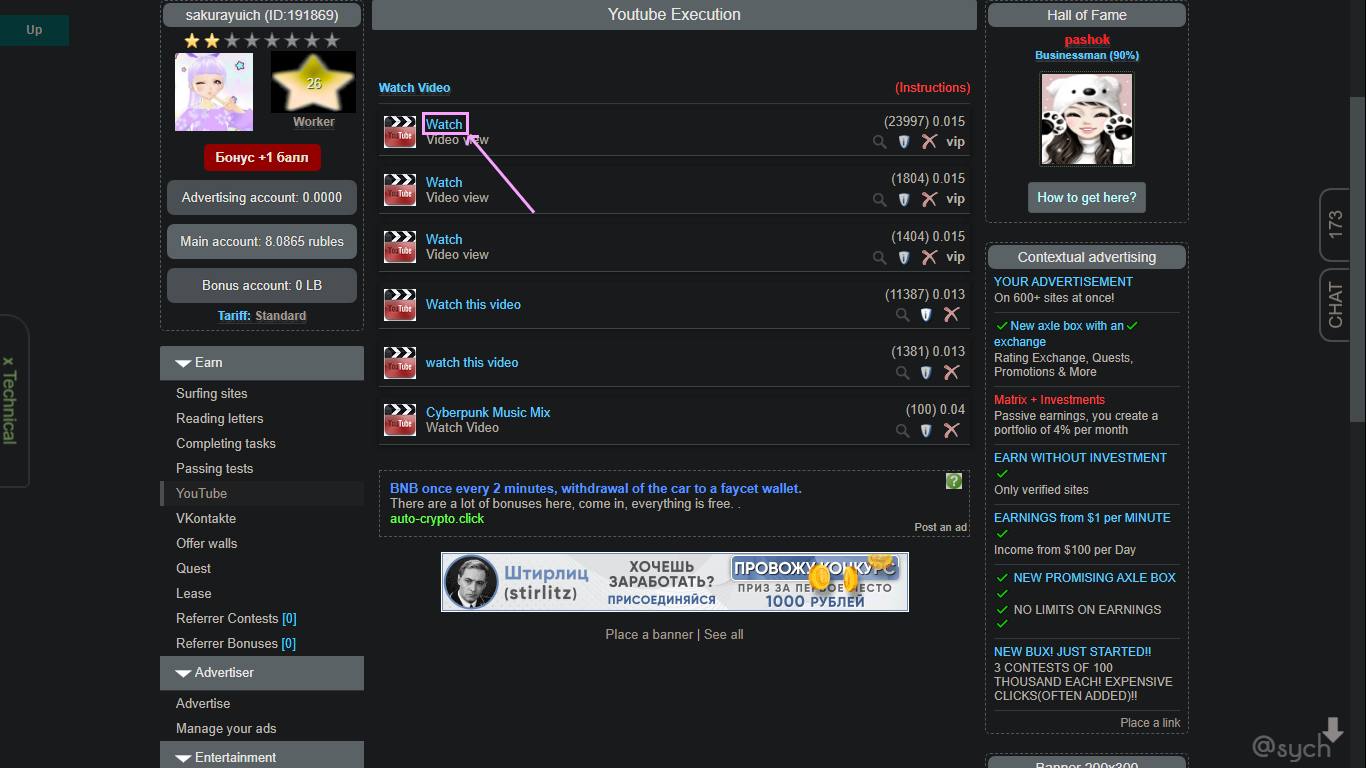 Up
sakurayuich (ID:191869)
26
Worker
Бонус +1 балл
Advertising account: 0.0000
Main account: 8.0865 rubles
Bonus account: 0 LB
Tariff: Standard
x Technical
Earn
Surfing sites
Reading letters
Completing tasks
Passing tests
YouTube
VKontakte
Offer walls
Quest
Lease
Referrer Contests [0]
Referrer Bonuses [0]
Advertiser
Advertise
Manage your ads
Entertainment
Youtube Execution
Watch Video
(Instructions)
YouTube
Watch
Video view
(23997) 0.015
vip
YouTube
Watch
Video view
(1804) 0.015
vip
YouTube
Watch
Video view
(1404) 0.015
vip
YouTube
Watch this video
(11387) 0.013
YouTube
watch this video
(1381) 0.013
YouTube
Cyberpunk Music Mix
Watch Video
(100) 0.04
BNB once every 2 minutes, withdrawal of the car to a faycet wallet.
There are a lot of bonuses here, come in, everything is free. .
auto-crypto.click
?
Post an ad
Штирлиц
(stirlitz)
ХОЧЕШЬ
ЗАРАБОТАТЬ?
ПРИСОЕДИНЯЙСЯ
ПРОВОЖУ КОНКУРС
ПРИЗ ЗА ПЕРВОЕ МЕСТО
1000 РУБЛЕЙ
Place a banner | See all
Hall of Fame
pashok
Businessman (90%)
How to get here?
Contextual advertising
YOUR ADVERTISEMENT
On 600+ sites at once!
New axle box with an
exchange
Rating Exchange, Quests,
Promotions & More
Matrix + Investments
Passive earnings, you create a
portfolio of 4% per month
EARN WITHOUT INVESTMENT
Only verified sites
EARNINGS from $1 per MINUTE
Income from $100 per Day
NEW PROMISING AXLE BOX
NO LIMITS ON EARNINGS
NEW BUX! JUST STARTED!!
3 CONTESTS OF 100
THOUSAND EACH! EXPENSIVE
CLICKS(OFTEN ADDED)!!
Place a link
Banner 200x300
173
CHAT
@sych